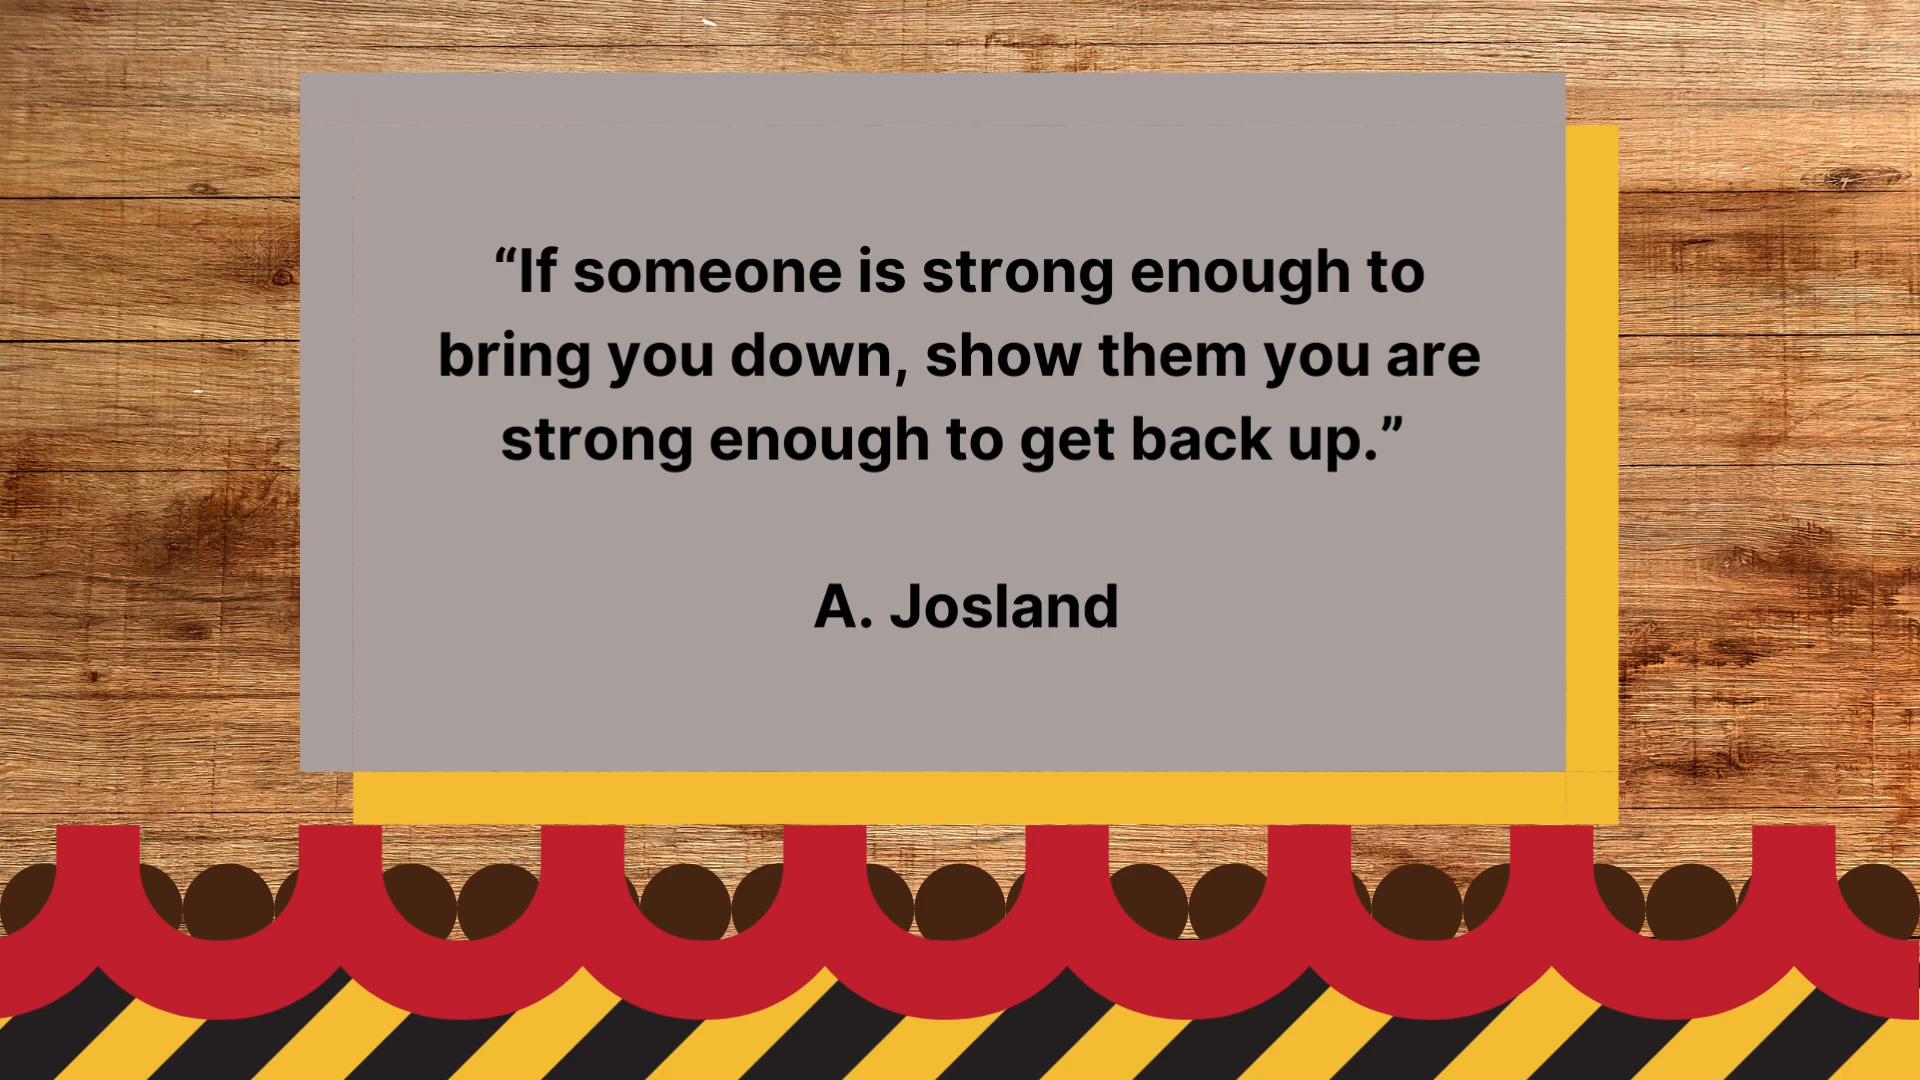 “If someone is strong enough to
bring you down, show them you are
strong enough to get back up.”
A. Josland